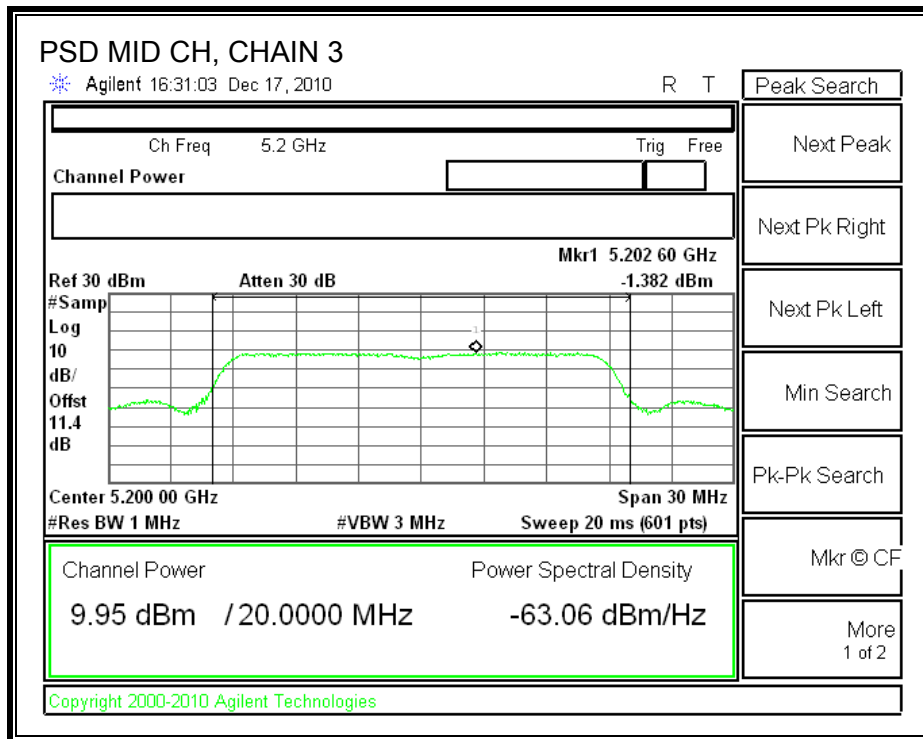 PSD MID CH, CHAIN 3
Agilent 16:31:03 Dec 17, 2010 R T
Peak Search
Ch Freq 5.2 GHz Trig Free
Channel Power
Mkr1 5.202 60 GHz
Ref 30 dBm Atten 30 dB -1.382 dBm
#Samp
Log
10
dB/
Offst
11.4
dB
1
Center 5.200 00 GHz Span 30 MHz
#Res BW 1 MHz #VBW 3 MHz Sweep 20 ms (601 pts)
Channel Power Power Spectral Density
9.95 dBm / 20.0000 MHz -63.06 dBm/Hz
Copyright 2000-2010 Agilent Technologies
Next Peak
Next Pk Right
Next Pk Left
Min Search
Pk-Pk Search
Mkr © CF
More
1 of 2